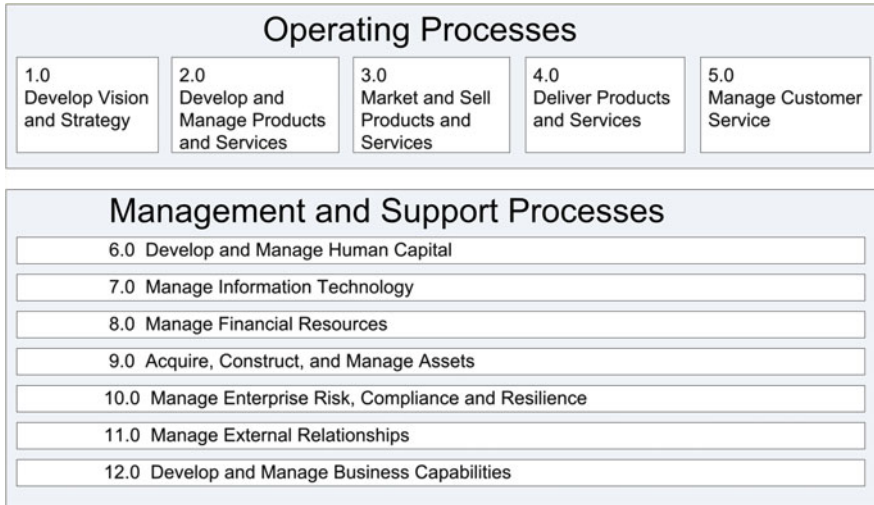 Operating Processes
1.0
Develop Vision
and Strategy
2.0
Develop and
Manage Products
and Services
3.0
Market and Sell
Products and
Services
4.0
Deliver Products
and Services
5.0
Manage Customer
Service
Management and Support Processes
6.0 Develop and Manage Human Capital
7.0 Manage Information Technology
8.0 Manage Financial Resources
9.0 Acquire, Construct, and Manage Assets
10.0 Manage Enterprise Risk, Compliance and Resilience
11.0 Manage External Relationships
12.0 Develop and Manage Business Capabilities